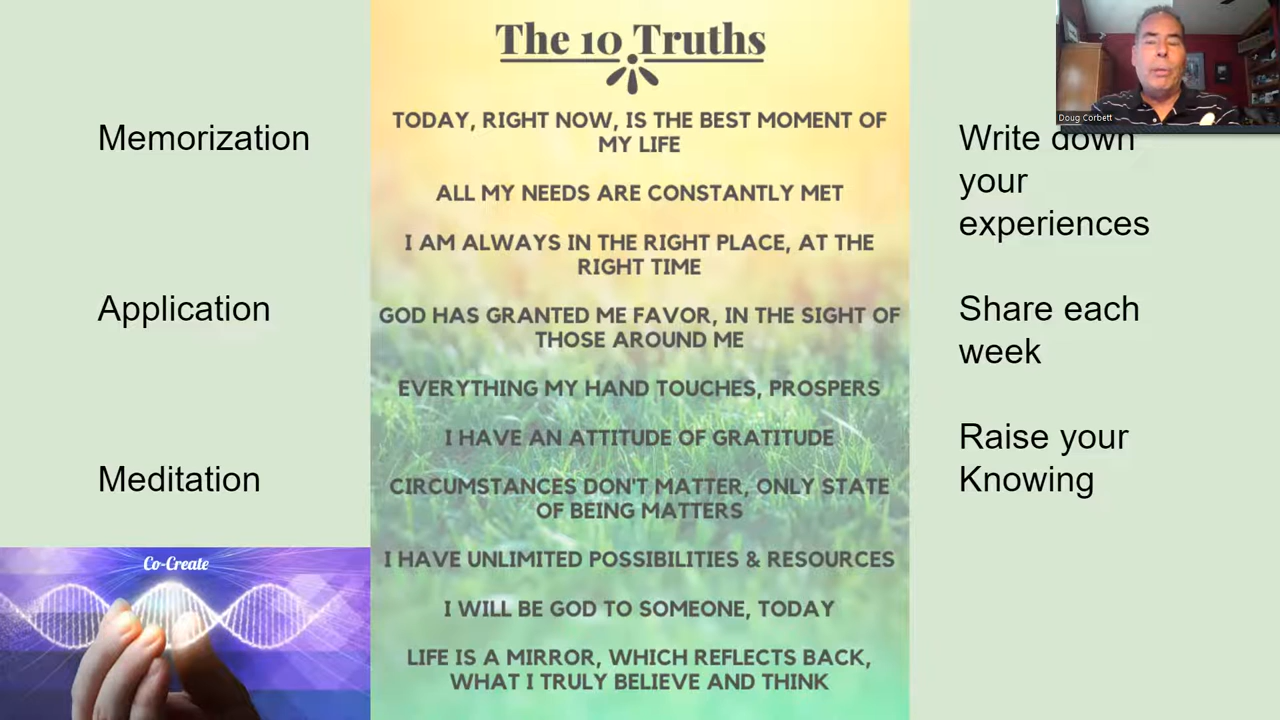 The 10 Truths
TODAY, RIGHT NOW, IS THE BEST MOMENT OF
MY LIFE
ALL MY NEEDS ARE CONSTANTLY MET
I AM ALWAYS IN THE RIGHT PLACE, AT THE
RIGHT TIME
GOD HAS GRANTED ME FAVOR, IN THE SIGHT OF
THOSE AROUND ME
EVERYTHING MY HAND TOUCHES, PROSPERS
I HAVE AN ATTITUDE OF GRATITUDE
CIRCUMSTANCES DON'T MATTER, ONLY STATE
OF BEING MATTERS
I HAVE UNLIMITED POSSIBILITIES & RESOURCES
I WILL BE GOD TO SOMEONE, TODAY
LIFE IS A MIRROR, WHICH REFLECTS BACK,
WHAT I TRULY BELIEVE AND THINK
Memorization
Application
Meditation
Co-Create
Write down
your
experiences
Share each
week
Raise your
Knowing
Doug Corbett